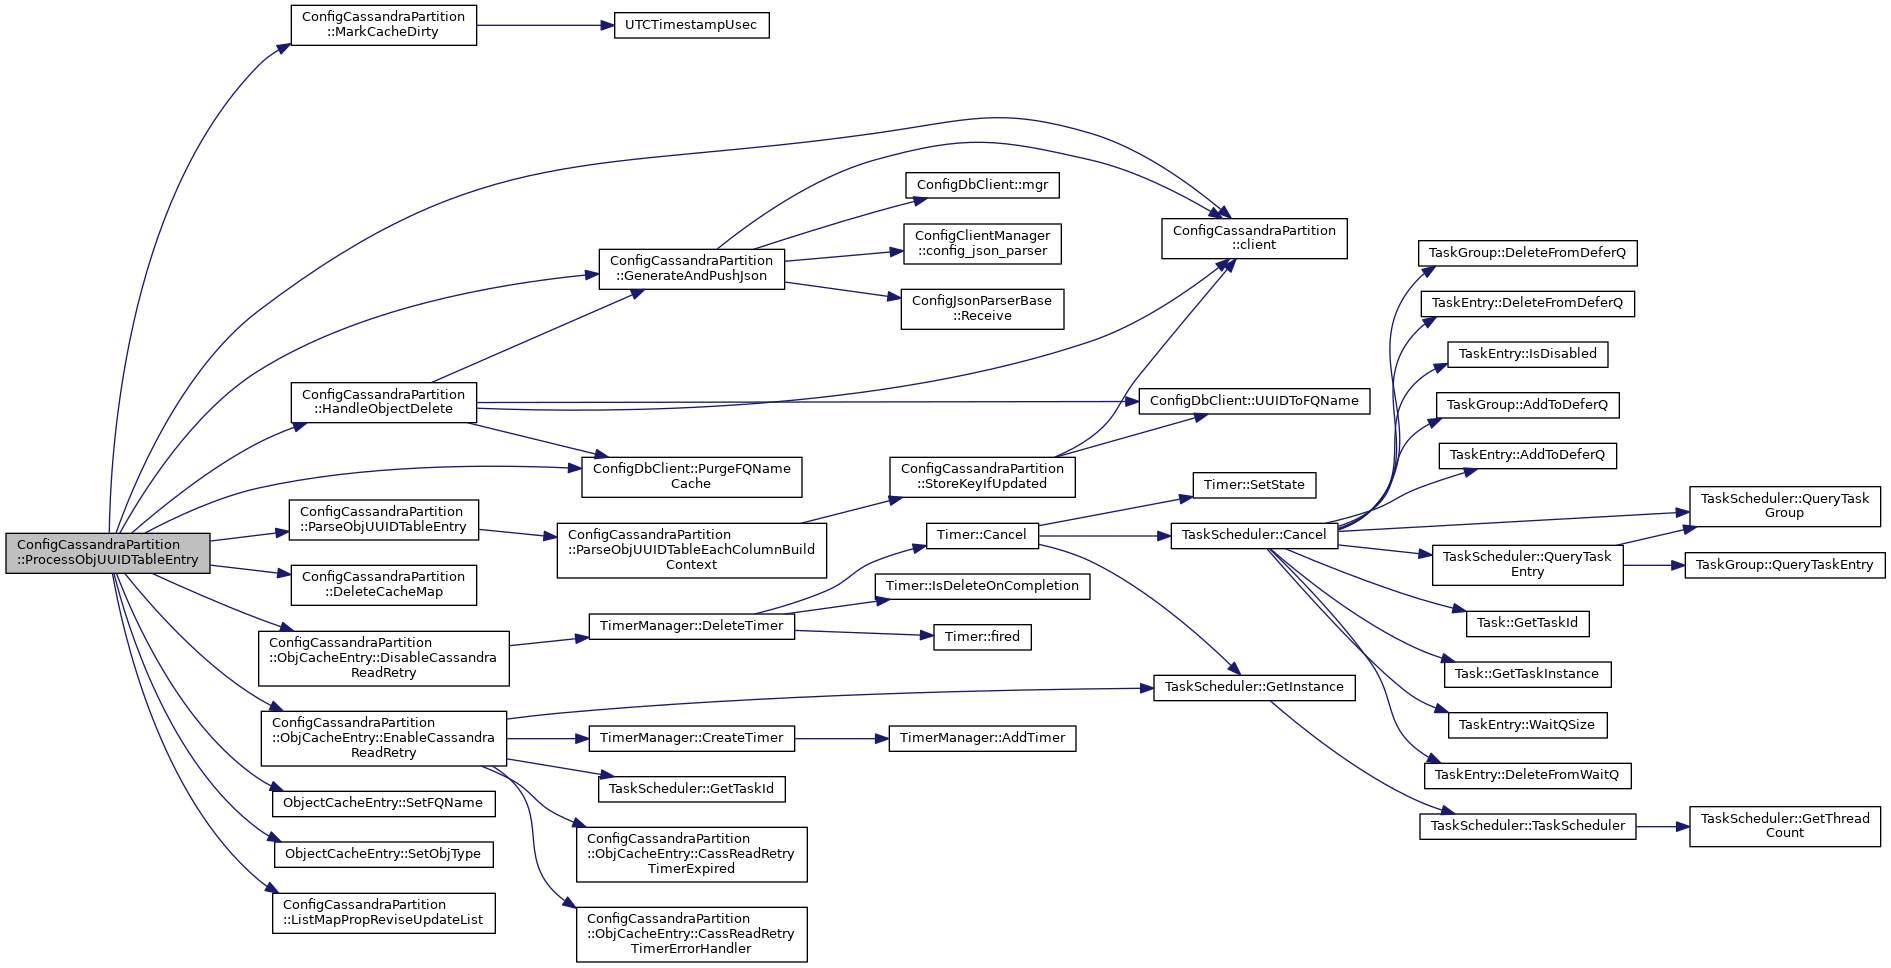 ConfigCassandraPartition
::ProcessObjUUIDTableEntry
ConfigCassandraPartition
::MarkCacheDirty
UTCTimestampUsec
ConfigCassandraPartition
::GenerateAndPushJson
ConfigDbClient::mgr
ConfigClientManager
::config_json_parser
ConfigJsonParserBase
::Receive
ConfigCassandraPartition
::client
ConfigCassandraPartition
::HandleObjectDelete
ConfigDbClient::UUIDToFQName
ConfigDbClient::PurgeFQName
Cache
ConfigCassandraPartition
::ParseObjUUIDTableEntry
ConfigCassandraPartition
::ParseObjUUIDTableEachColumnBuild
Context
ConfigCassandraPartition
::StoreKeyIfUpdated
ConfigCassandraPartition
::DeleteCacheMap
ConfigCassandraPartition
::ObjCacheEntry::DisableCassandra
ReadRetry
TimerManager::DeleteTimer
Timer::Cancel
Timer::IsDeleteOnCompletion
Timer::fired
Timer::SetState
TaskScheduler::Cancel
TaskScheduler::GetInstance
TaskGroup::DeleteFromDeferQ
TaskEntry::DeleteFromDeferQ
TaskEntry::IsDisabled
TaskGroup::AddToDeferQ
TaskEntry::AddToDeferQ
TaskScheduler::QueryTask
Group
TaskScheduler::QueryTask
Entry
TaskGroup::QueryTaskEntry
Task::GetTaskId
Task::GetTaskInstance
TaskEntry::WaitQSize
TaskEntry::DeleteFromWaitQ
TaskScheduler::TaskScheduler
TaskScheduler::GetThread
Count
ConfigCassandraPartition
::ObjCacheEntry::EnableCassandra
ReadRetry
TimerManager::CreateTimer
TimerManager::AddTimer
TaskScheduler::GetTaskId
ConfigCassandraPartition
::ObjCacheEntry::CassReadRetry
TimerExpired
ConfigCassandraPartition
::ObjCacheEntry::CassReadRetry
TimerErrorHandler
ObjectCacheEntry::SetFQName
ObjectCacheEntry::SetObjType
ConfigCassandraPartition
::ListMapPropReviseUpdateList